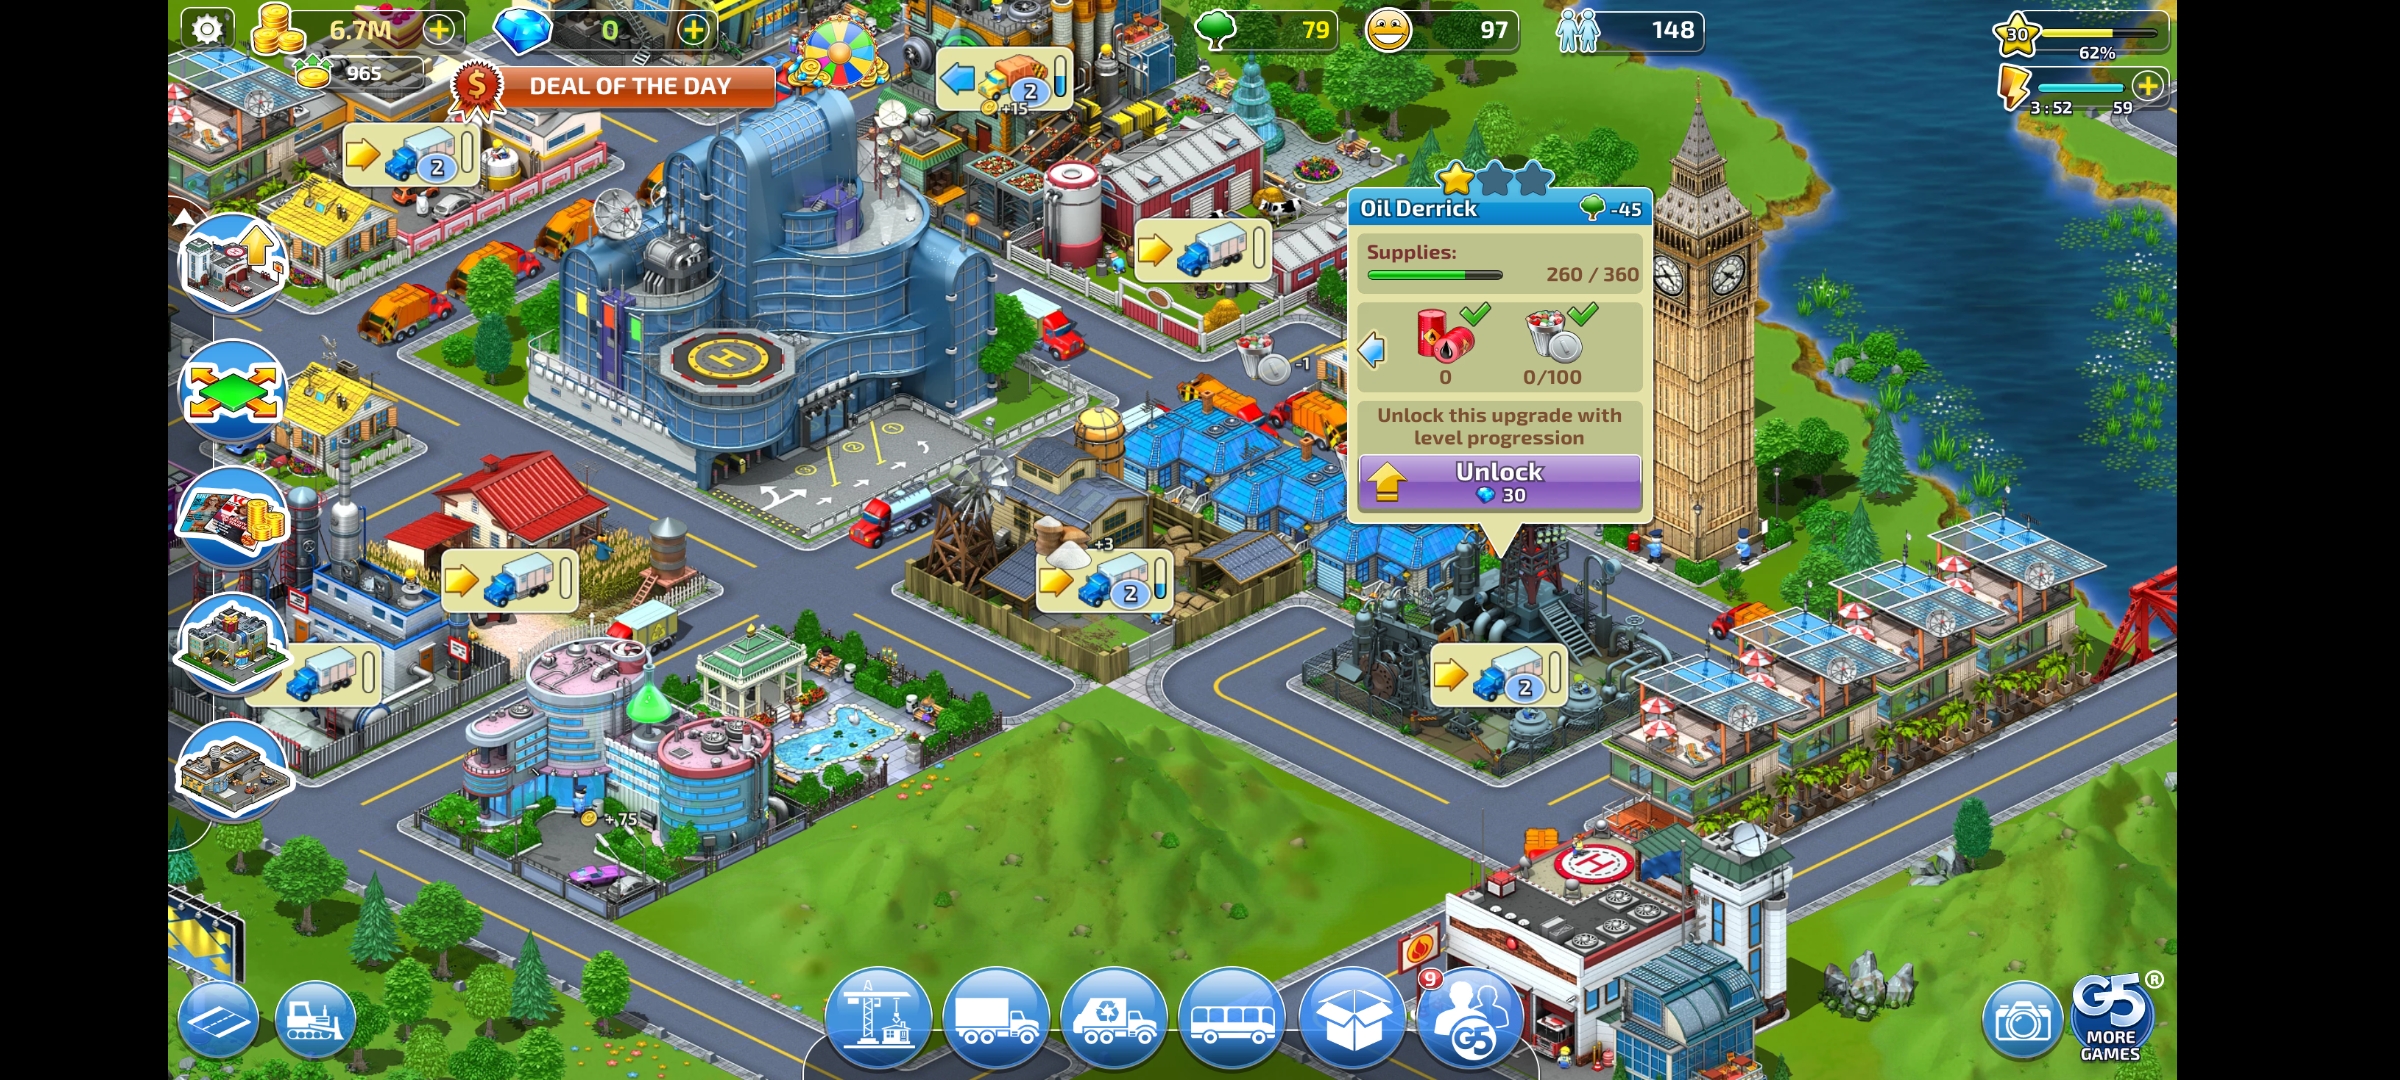 6.7M
0
79
97
148
30
62%
965
DEAL OF THE DAY
2
+15
3:52
59
2
Oil Derrick
-45
Supplies:
260 / 360
0
0/100
Unlock this upgrade with
level progression
Unlock
30
-1
+3
2
2
+75
H
H
9
G5
G5 ®
MORE
GAMES